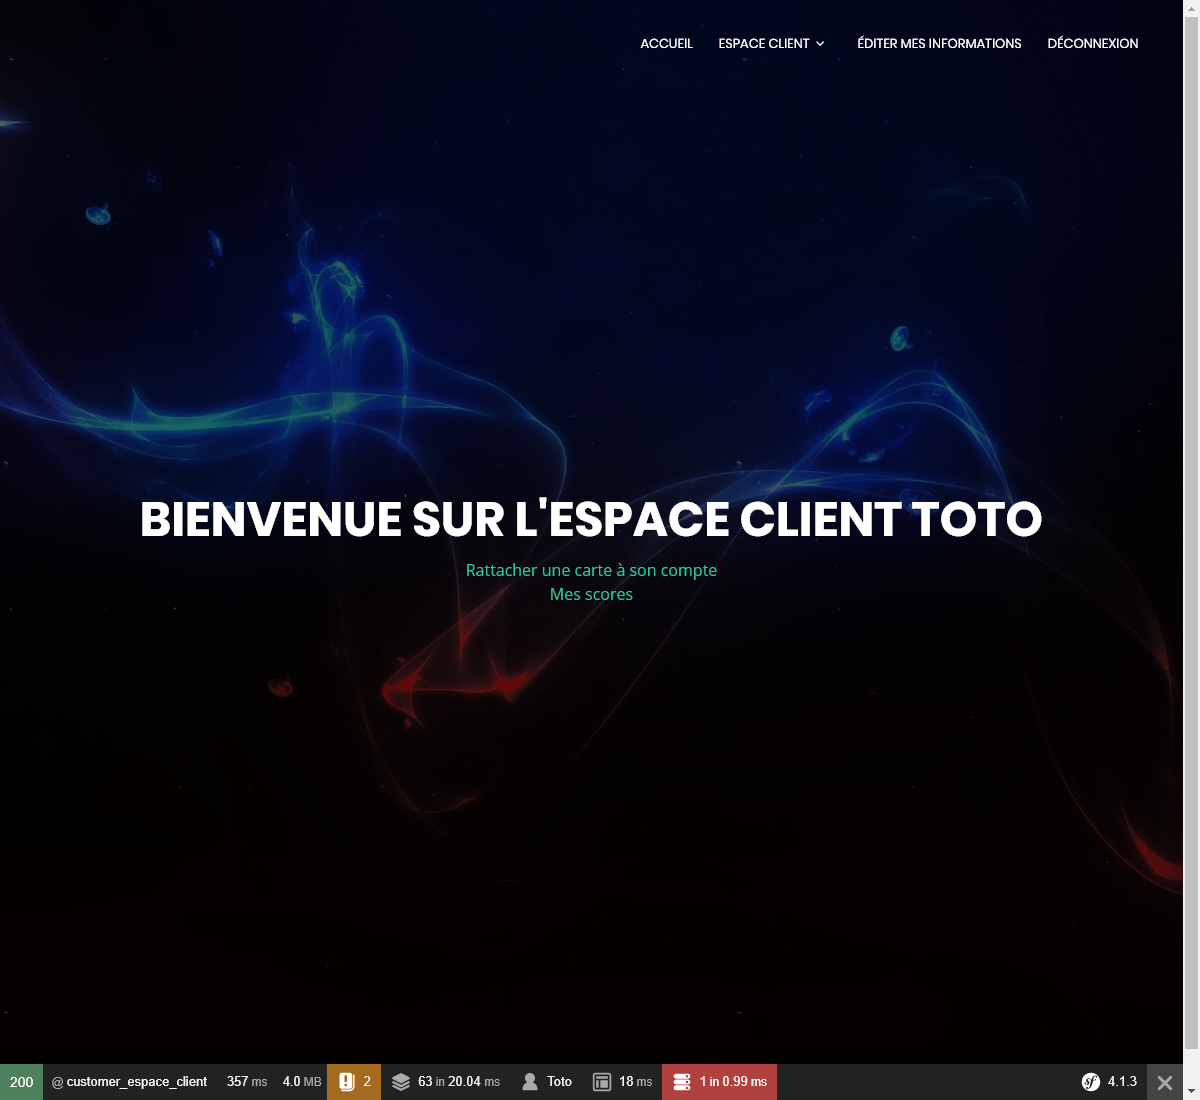 ACCUEIL ESPACE CLIENT ÉDITER MES INFORMATIONS DÉCONNEXION
BIENVENUE SUR L'ESPACE CLIENT TOTO
Rattacher une carte à son compte
Mes scores
200 @ customer_espace_client 357 ms 4.0 MB 2 63 in 20.04 ms Toto 18 ms 1 in 0.99 ms sf 4.1.3